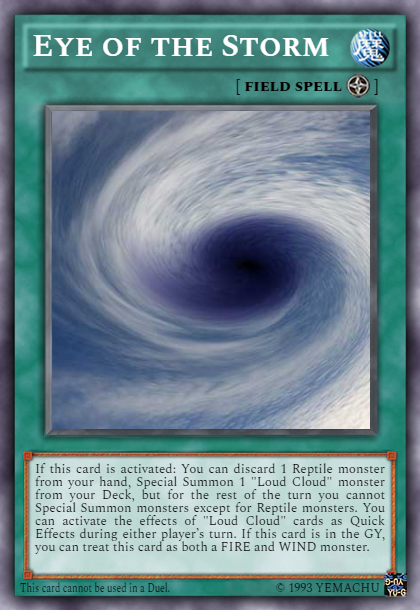 EYE OF THE STORM
魔
[ FIELD SPELL ]
If this card is activated: You can discard 1 Reptile monster
from your hand, Special Summon 1 "Loud Cloud" monster
from your Deck, but for the rest of the turn you cannot
Special Summon monsters except for Reptile monsters. You
can activate the effects of "Loud Cloud" cards as Quick
Effects during either player's turn. If this card is in the GY,
you can treat this card as both a FIRE and WIND monster.
This card cannot be used in a Duel. © 1993 YEMACHU